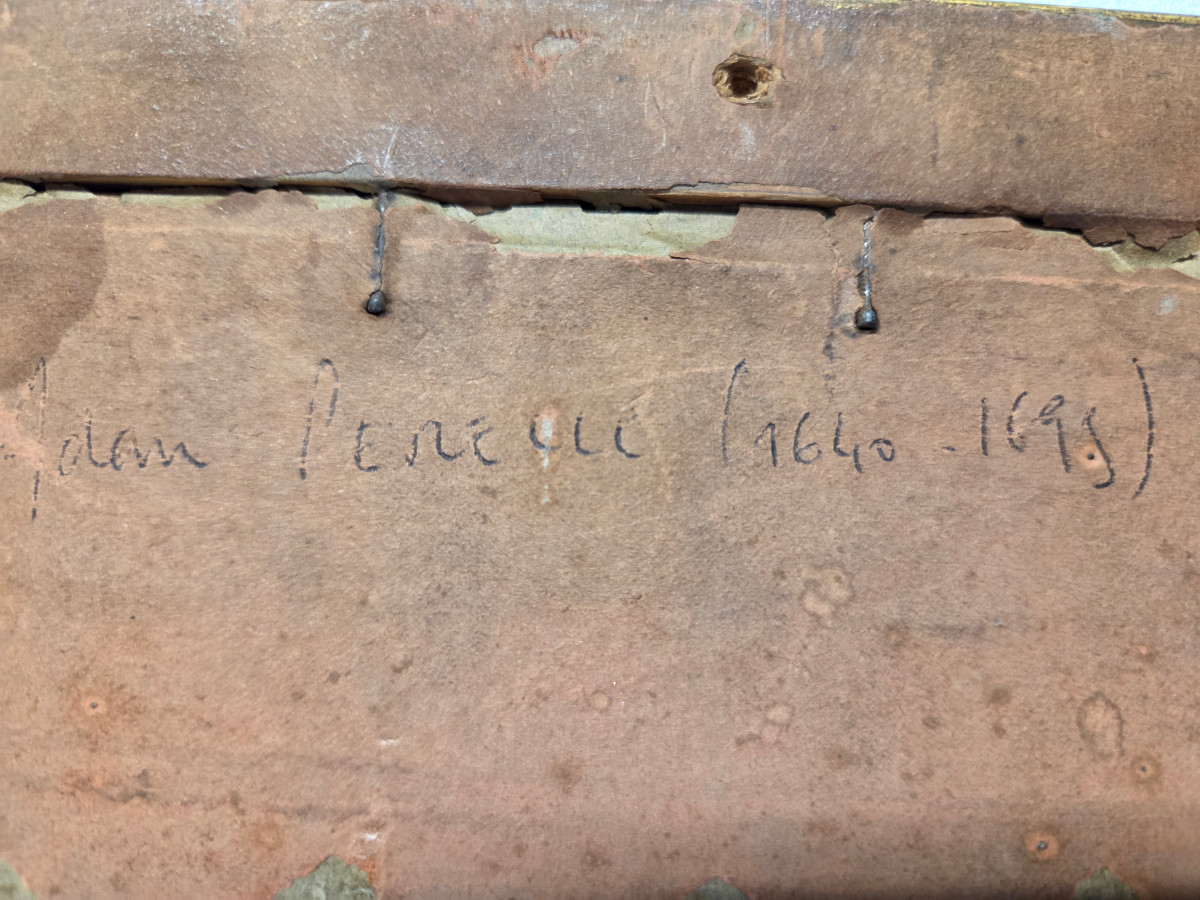 Adam PERELLE (1640 - 1695)